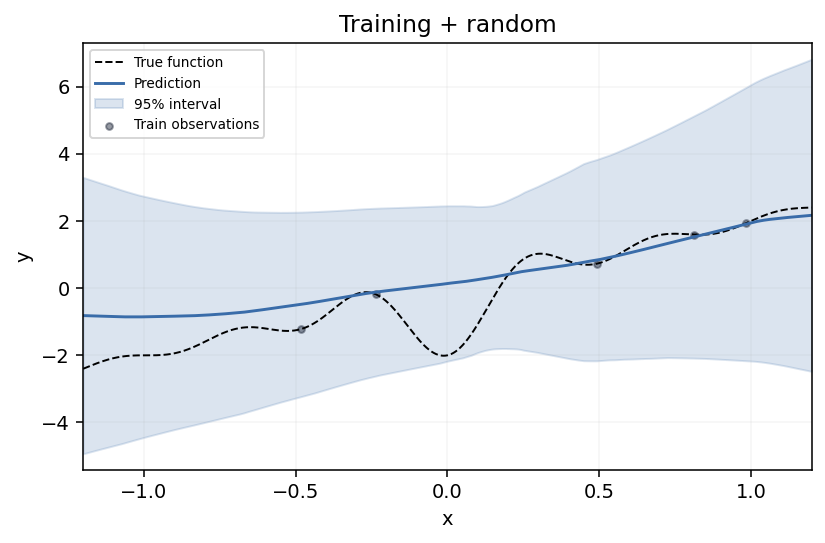 Training + random
True function
Prediction
95% interval
Train observations
6
4
2
0
−2
−4
y
−1.0
−0.5
0.0
0.5
1.0
x